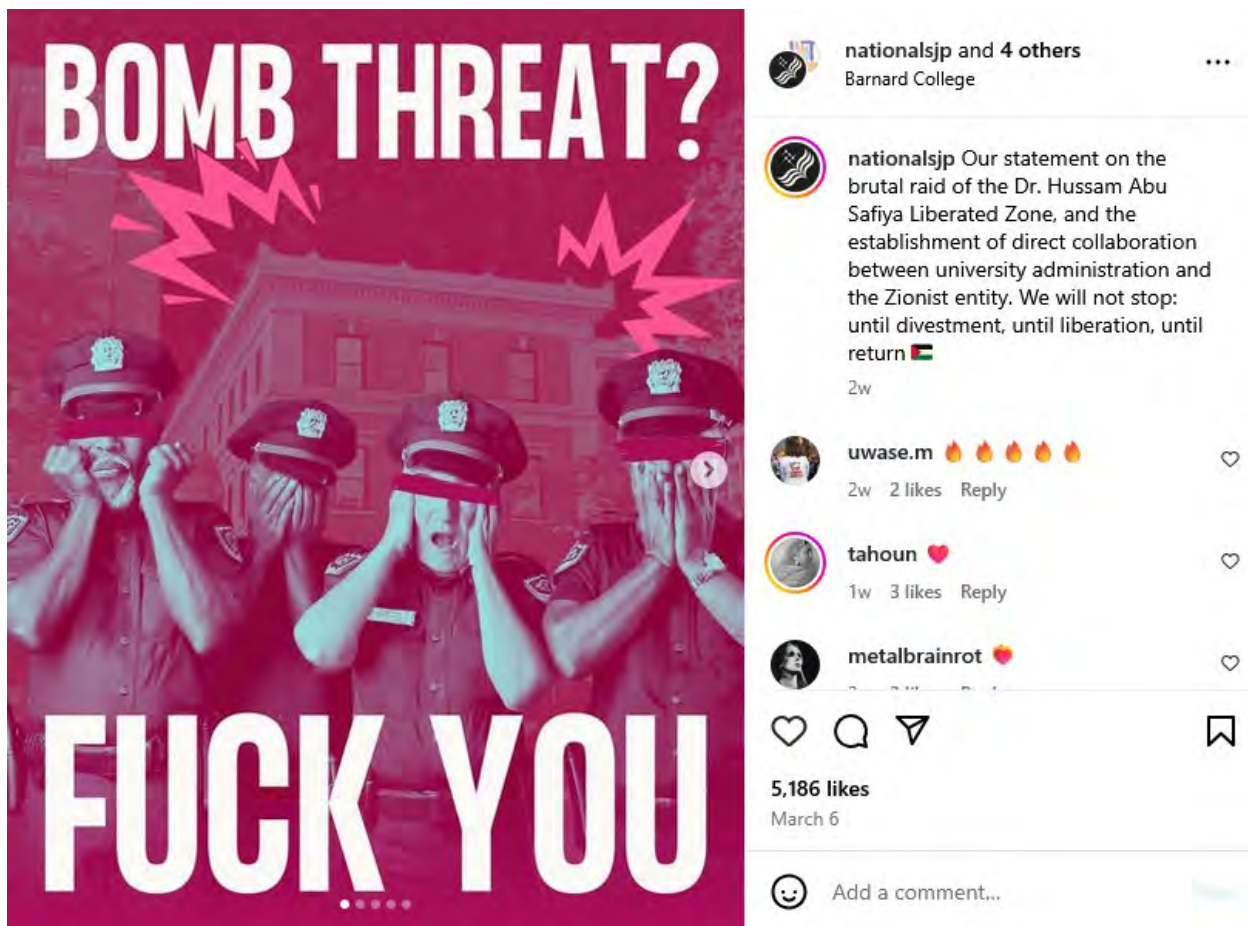 BOMB THREAT?
FUCK YOU
nationalsjp and 4 others
Barnard College
nationalsjp Our statement on the
brutal raid of the Dr. Hussam Abu
Safiya Liberated Zone, and the
establishment of direct collaboration
between university administration and
the Zionist entity. We will not stop:
until divestment, until liberation, until
return 🇵🇸
2w
uwase.m 🔥 🔥 🔥 🔥 🔥
2w 2 likes Reply
tahoun ❤️
1w 3 likes Reply
metalbrainrot ❤️‍🔥
5,186 likes
March 6
Add a comment...